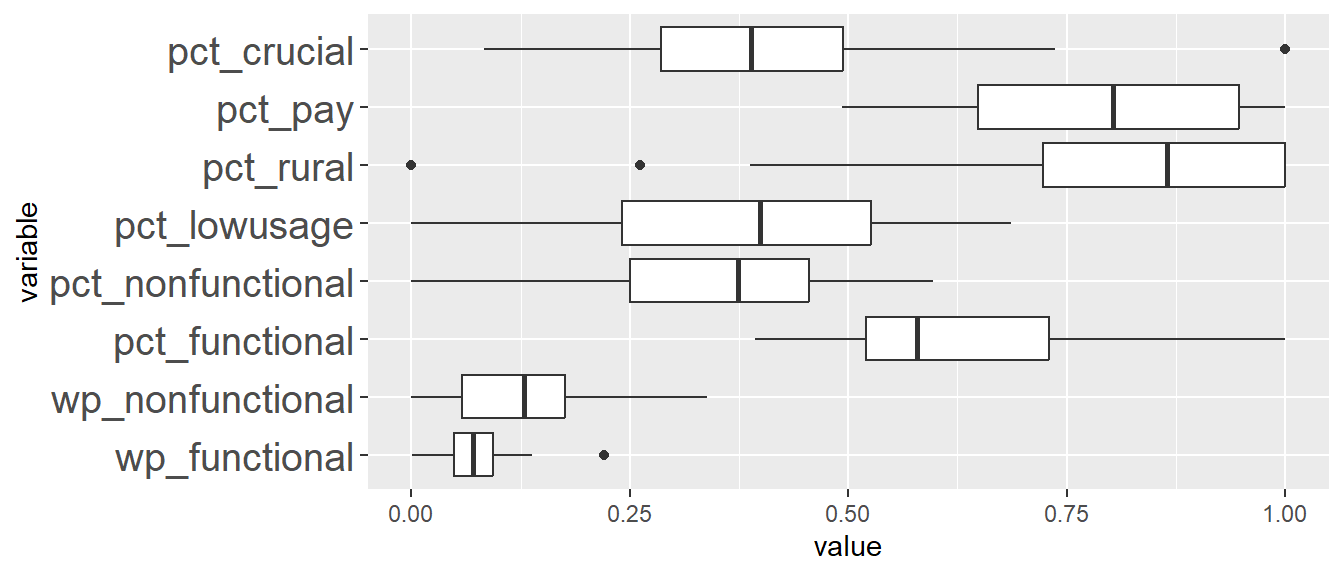 pct_crucial
pct_pay
pct_rural
pct_lowusage
pct_nonfunctional
pct_functional
wp_nonfunctional
wp_functional
variable
0.00 0.25 0.50 0.75 1.00
value